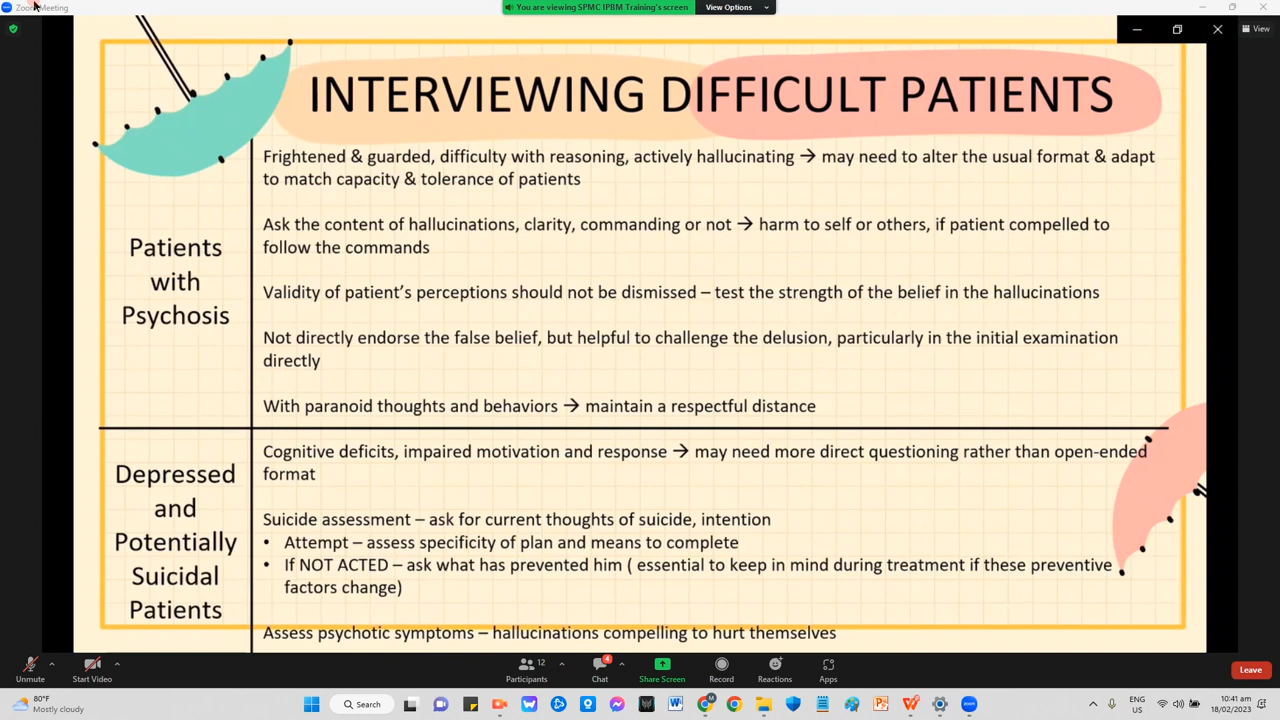 Zoom Meeting
You are viewing SPMC IPBM Training's screen
View Options
View
INTERVIEWING DIFFICULT PATIENTS
Patients
with
Psychosis
Frightened & guarded, difficulty with reasoning, actively hallucinating → may need to alter the usual format & adapt
to match capacity & tolerance of patients
Ask the content of hallucinations, clarity, commanding or not → harm to self or others, if patient compelled to
follow the commands
Validity of patient's perceptions should not be dismissed – test the strength of the belief in the hallucinations
Not directly endorse the false belief, but helpful to challenge the delusion, particularly in the initial examination
directly
With paranoid thoughts and behaviors → maintain a respectful distance
Depressed
and
Potentially
Suicidal
Patients
Cognitive deficits, impaired motivation and response → may need more direct questioning rather than open-ended
format
Suicide assessment – ask for current thoughts of suicide, intention
• Attempt – assess specificity of plan and means to complete
• If NOT ACTED – ask what has prevented him ( essential to keep in mind during treatment if these preventive
factors change)
Assess psychotic symptoms – hallucinations compelling to hurt themselves
Unmute
Start Video
12
Participants
4
Chat
Share Screen
Record
Reactions
Apps
Leave
80°F
Mostly cloudy
Search
ENG
US
10:41 am
18/02/2023